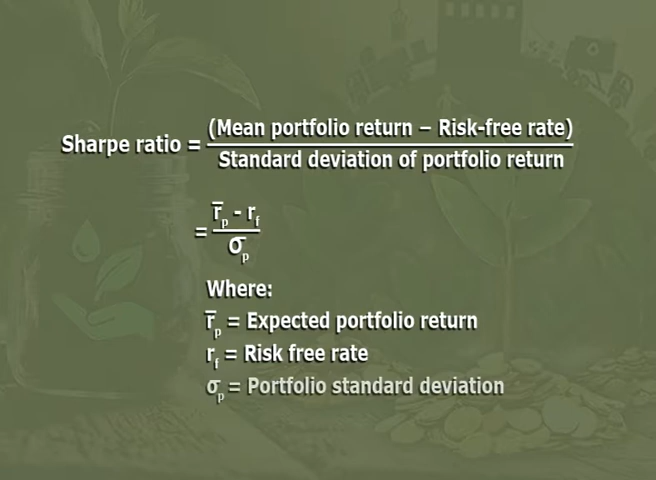 Sharpe ratio = (Mean portfolio return − Risk-free rate)
Standard deviation of portfolio return
= r̅p - rf
σp
Where:
r̅p = Expected portfolio return
rf = Risk free rate
σp = Portfolio standard deviation